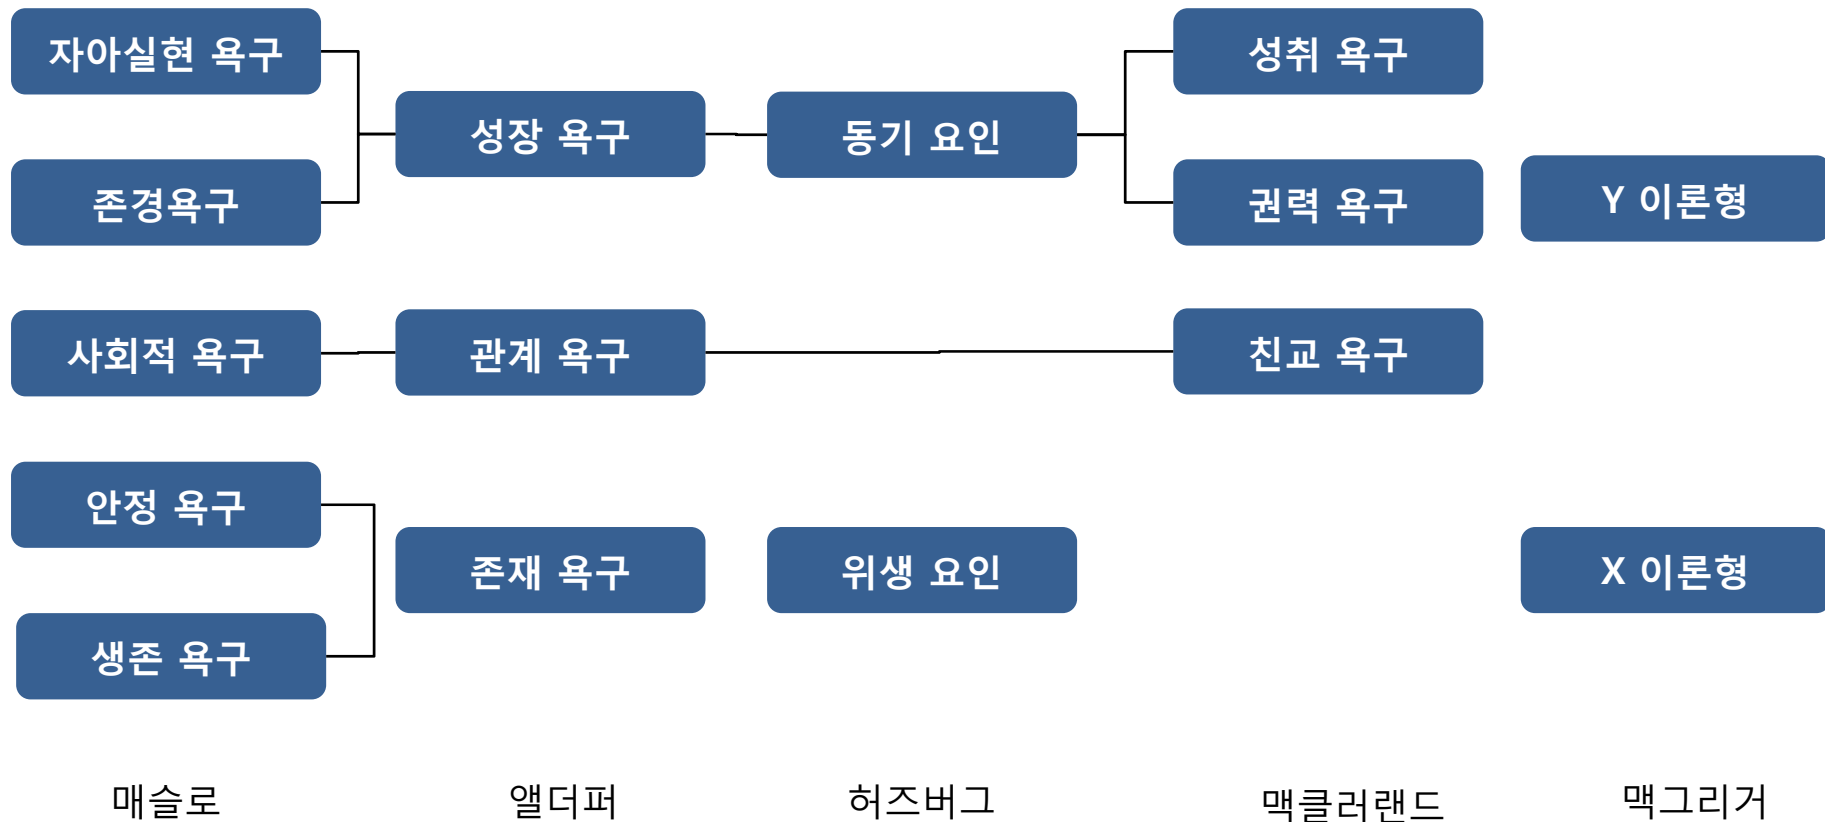 자아실현 욕구
성취 욕구
성장 욕구
동기 요인
존경욕구
권력 욕구
Y 이론형
사회적 욕구
관계 욕구
친교 욕구
안정 욕구
존재 욕구
위생 요인
X 이론형
생존 욕구
매슬로
앨더퍼
허즈버그
맥클러랜드
맥그리거